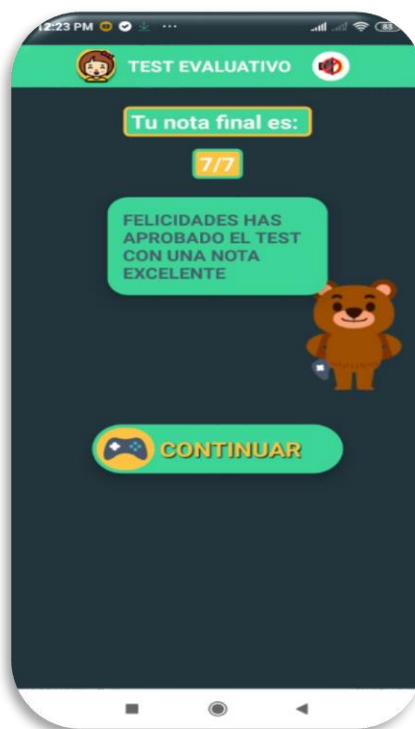 12:23 PM ...
83
TEST EVALUATIVO
Tu nota final es:
7/7
FELICIDADES HAS
APROBADO EL TEST
CON UNA NOTA
EXCELENTE
CONTINUAR